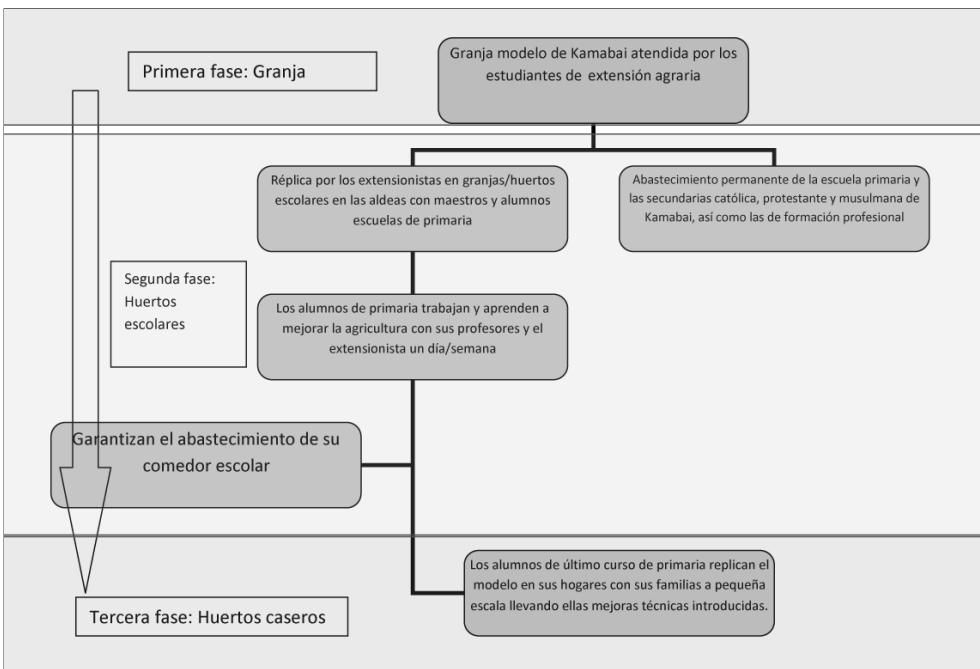 Primera fase: Granja
Granja modelo de Kamabai atendida por los
estudiantes de extensión agraria
Réplica por los extensionistas en granjas/huertos
escolares en las aldeas con maestros y alumnos
escuelas de primaria
Abastecimiento permanente de la escuela primaria y
las secundarias católica, protestante y musulmana de
Kamabai, así como las de formación profesional
Segunda fase:
Huertos
escolares
Los alumnos de primaria trabajan y aprenden a
mejorar la agricultura con sus profesores y el
extensionista un día/semana
Garantizan el abastecimiento de su
comedor escolar
Los alumnos de último curso de primaria replican el
modelo en sus hogares con sus familias a pequeña
escala llevando ellas mejoras técnicas introducidas.
Tercera fase: Huertos caseros